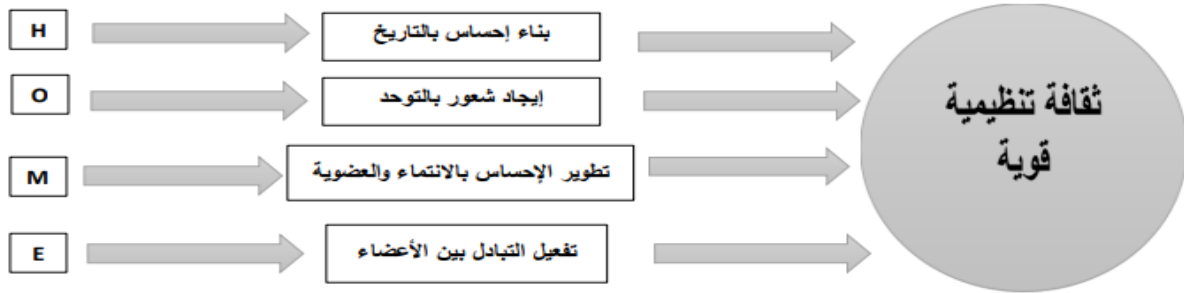 H
بناء إحساس بالتاريخ
O
إيجاد شعور بالتوحد
M
تطوير الإحساس بالانتماء والعضوية
E
تفعيل التبادل بين الأعضاء
ثقافة تنظيمية
قوية